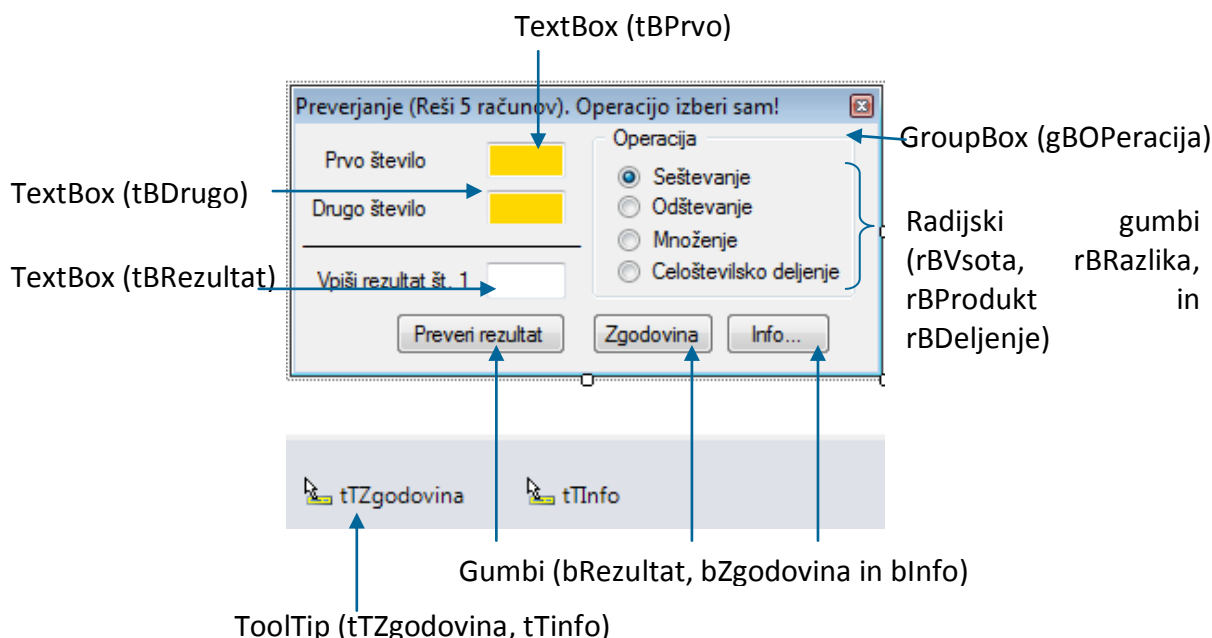 TextBox (tBPrvo)
Preverjanje (Reši 5 računov). Operacijo izberi sam!
Operacija
GroupBox (gBOPeracija)
Prvo število
Seštevanje
TextBox (tBDrugo)
Drugo število
Odštevanje
Množenje
Celoštevilsko deljenje
Radijski gumbi
(rBVsota, rBRazlika,
rBProdukt in
rBDeljenje)
TextBox (tBRezultat)
Vpiši rezultat št. 1
Preveri rezultat
Zgodovina
Info...
tTZgodovina
tTInfo
Gumbi (bRezultat, bZgodovina in bInfo)
ToolTip (tTZgodovina, tTinfo)